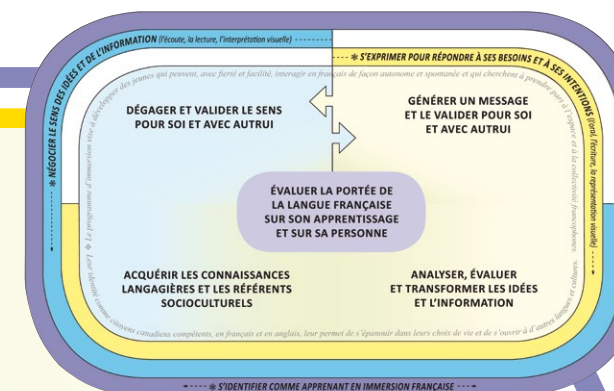 * NÉGOCIER LE SENS DES IDÉES ET DE L'INFORMATION (l'écoute, la lecture, l'interprétation visuelle)
* S'EXPRIMER POUR RÉPONDRE À SES BESOINS ET À SES INTENTIONS (l'oral, l'écriture, la représentation visuelle)
❖ Le programme d'immersion vise à développer des jeunes qui peuvent, avec fierté et facilité, interagir en français de façon autonome et spontanée et qui cherchent à prendre part à l'espace et à la collectivité francophones.
DÉGAGER ET VALIDER LE SENS
POUR SOI ET AVEC AUTRUI
GÉNÉRER UN MESSAGE
ET LE VALIDER POUR SOI
ET AVEC AUTRUI
ÉVALUER LA PORTÉE DE
LA LANGUE FRANÇAISE
SUR SON APPRENTISSAGE
ET SUR SA PERSONNE
ACQUÉRIR LES CONNAISSANCES
LANGAGIÈRES ET LES RÉFÉRENTS
SOCIOCULTURELS
ANALYSER, ÉVALUER
ET TRANSFORMER LES IDÉES
ET L'INFORMATION
Leur identité comme citoyens canadiens compétents, en français et en anglais, leur permet de s'épanouir dans leurs choix de vie et de s'ouvrir à d'autres langues et cultures.
* S'IDENTIFIER COMME APPRENANT EN IMMERSION FRANÇAISE